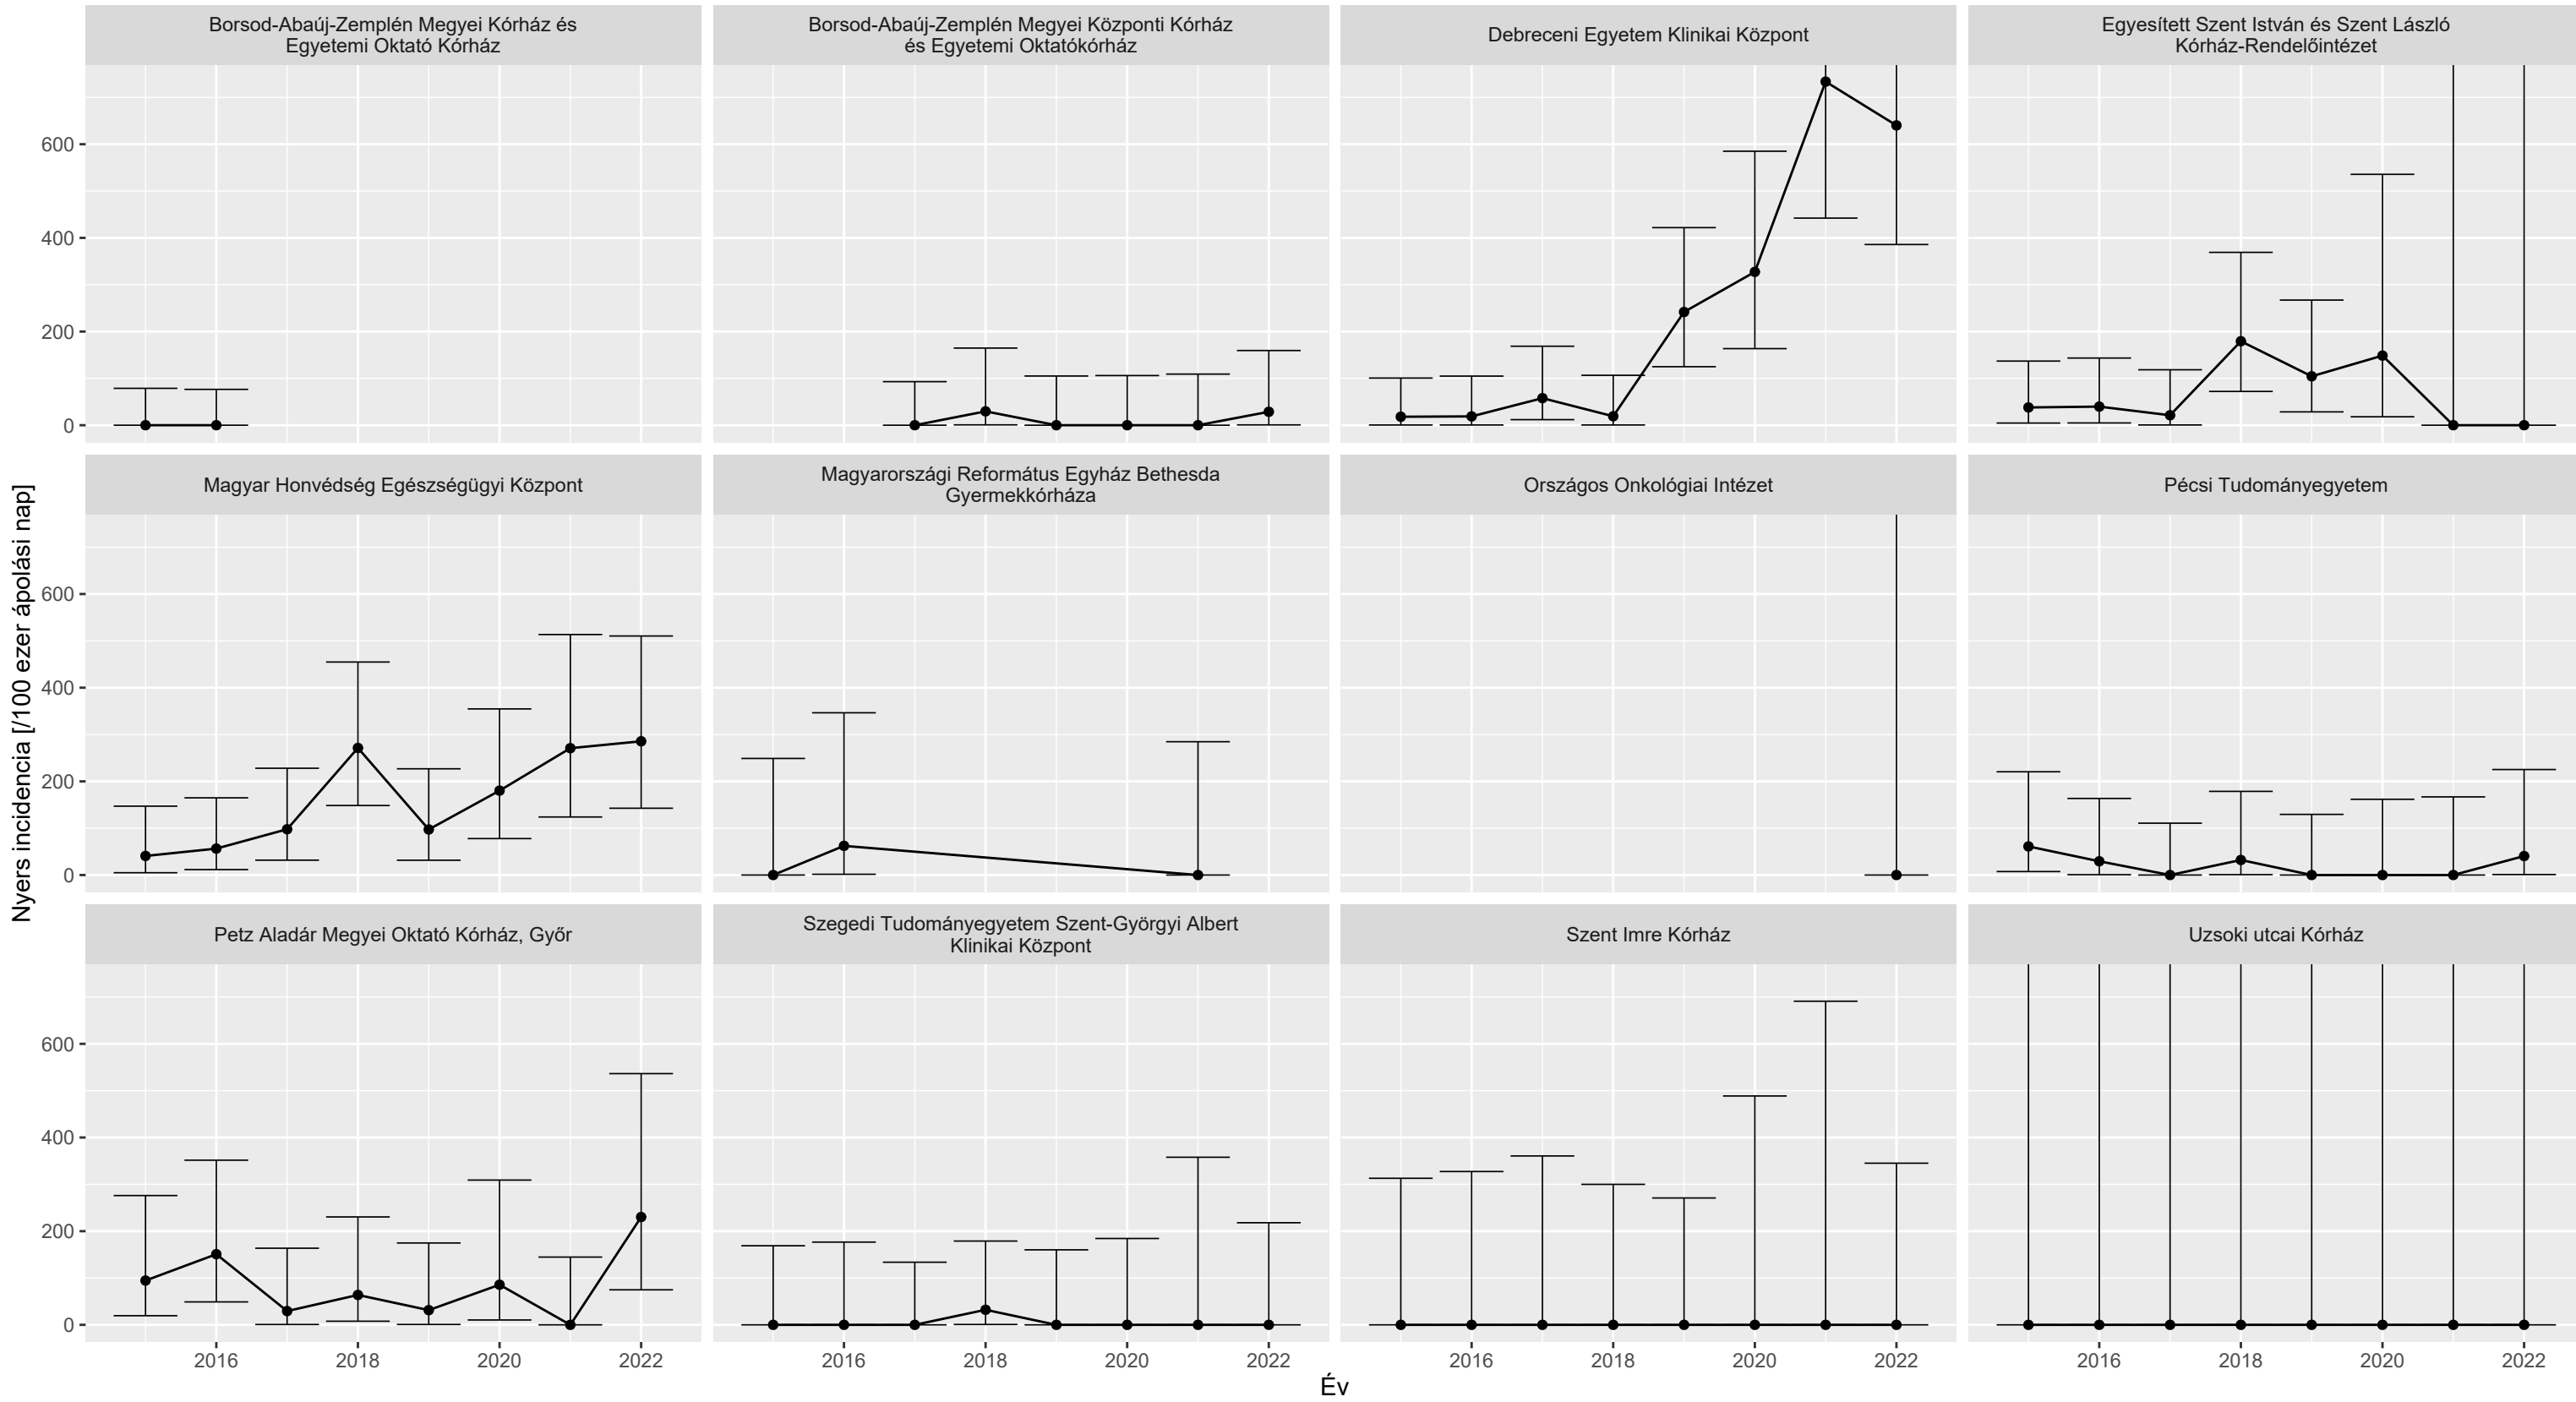 Borsod-Abaúj-Zemplén Megyei Kórház és
Egyetemi Oktató Kórház
Borsod-Abaúj-Zemplén Megyei Központi Kórház
és Egyetemi Oktatókórház
Debreceni Egyetem Klinikai Központ
Egyesített Szent István és Szent László
Kórház-Rendelőintézet
600
400
200
0
Magyar Honvédség Egészségügyi Központ
Magyarországi Református Egyház Bethesda
Gyermekkórháza
Országos Onkológiai Intézet
Pécsi Tudományegyetem
600
400
200
0
Nyers incidencia [/100 ezer ápolási nap]
Petz Aladár Megyei Oktató Kórház, Győr
Szegedi Tudományegyetem Szent-Györgyi Albert
Klinikai Központ
Szent Imre Kórház
Uzsoki utcai Kórház
600
400
200
0
2016 2018 2020 2022
2016 2018 2020 2022
2016 2018 2020 2022
2016 2018 2020 2022
Év